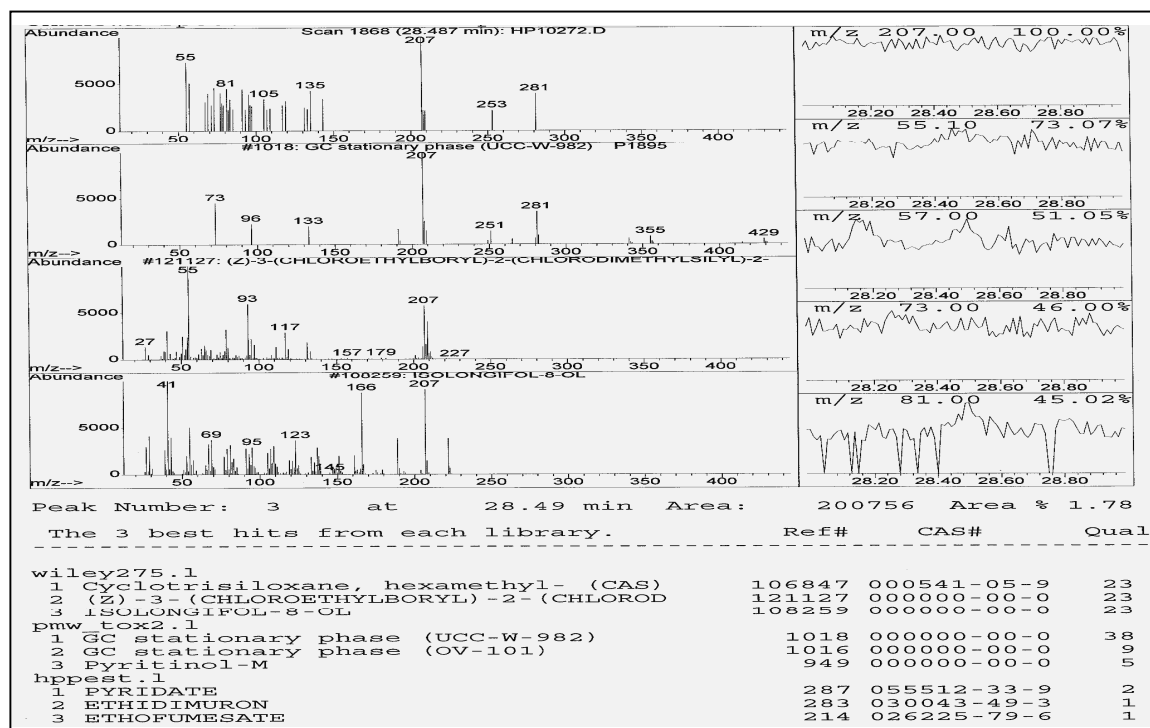 Abundance
Scan 1868 (28.487 min): HP10272.D
207
55
5000
81
105
135
253
281
m/z-->
50 100 150 200 250 300 350 400
Abundance
#1018: GC stationary phase (UCC-W-982) P1895
207
5000
73
96
133
251
281
355
429
m/z-->
50 100 150 200 250 300 350 400
Abundance
#121127: (Z)-3-(CHLOROETHYLBORYL)-2-(CHLORODIMETHYLSILYL)-2-
55
5000
27
93
117
157 179
207
227
m/z-->
50 100 150 200 250 300 350 400
Abundance
ISOLONGIFOL-8-OL
41
5000
69
95
123
145
166
207
m/z-->
50 100 150 200 250 300 350 400
m/z 207.00 100.00%
28.20 28.40 28.60 28.80
m/z 55.10 73.07%
28.20 28.40 28.60 28.80
m/z 57.00 51.05%
28.20 28.40 28.60 28.80
m/z 73.00 46.00%
28.20 28.40 28.60 28.80
m/z 81.00 45.02%
28.20 28.40 28.60 28.80
Peak Number: 3 at 28.49 min Area: 200756 Area % 1.78
The 3 best hits from each library. Ref# CAS# Qual
wiley275.l
1 Cyclotrisiloxane, hexamethyl- (CAS) 106847 000541-05-9 23
2 (Z)-3-(CHLOROETHYLBORYL)-2-(CHLOROD 121127 000000-00-0 23
3 ISOLONGIFOL-8-OL 108259 000000-00-0 23
pmw_tox2.l
1 GC stationary phase (UCC-W-982) 1018 000000-00-0 38
2 GC stationary phase (OV-101) 1016 000000-00-0 9
3 Pyritinol-M 949 000000-00-0 5
hppest.l
1 PYRIDATE 287 055512-33-9 2
2 ETHIDIMURON 283 030043-49-3 1
3 ETHOFUMESATE 214 026225-79-6 1